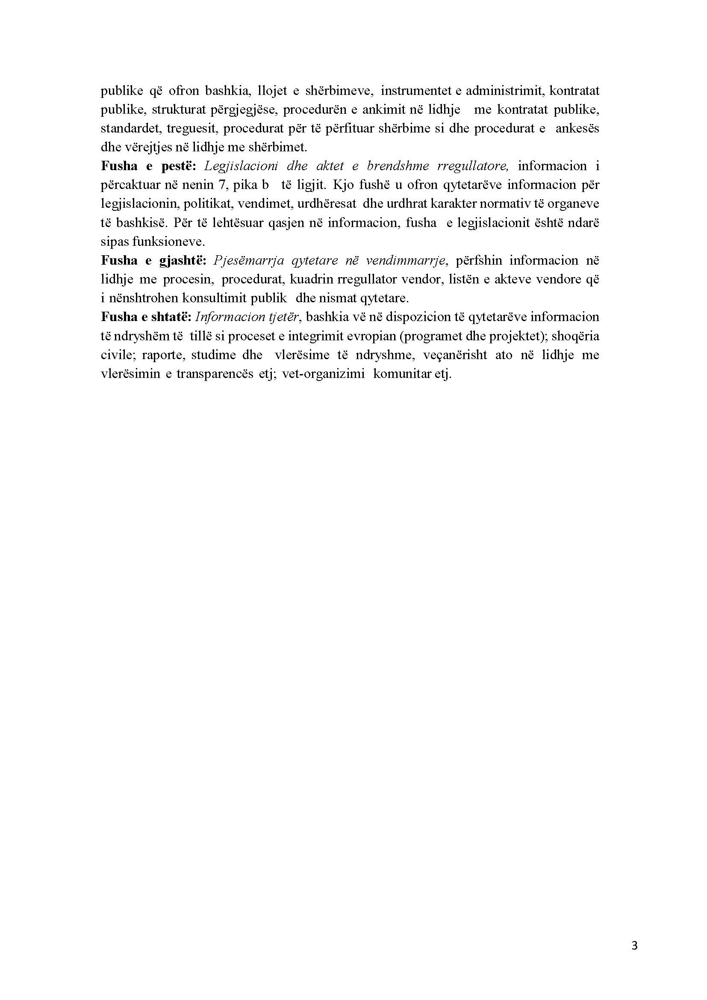 publike që ofron bashkia, llojet e shërbimeve, instrumentet e administrimit, kontratat
publike, strukturat përgjegjëse, procedurën e ankimit në lidhje me kontratat publike,
standardet, treguesit, procedurat për të përfituar shërbime si dhe procedurat e ankesës
dhe vërejtjes në lidhje me shërbimet.
Fusha e pestë: Legjislacioni dhe aktet e brendshme rregullatore, informacion i
përcaktuar në nenin 7, pika b të ligjit. Kjo fushë u ofron qytetarëve informacion për
legjislacionin, politikat, vendimet, urdhëresat dhe urdhrat karakter normativ të organeve
të bashkisë. Për të lehtësuar qasjen në informacion, fusha e legjislacionit është ndarë
sipas funksioneve.
Fusha e gjashtë: Pjesëmarrja qytetare në vendimmarrje, përfshin informacion në
lidhje me procesin, procedurat, kuadrin rregullator vendor, listën e akteve vendore që
i nënshtrohen konsultimit publik dhe nismat qytetare.
Fusha e shtatë: Informacion tjetër, bashkia vë në dispozicion të qytetarëve informacion
të ndryshëm të tillë si proceset e integrimit evropian (programet dhe projektet); shoqëria
civile; raporte, studime dhe vlerësime të ndryshme, veçanërisht ato në lidhje me
vlerësimin e transparencës etj; vet-organizimi komunitar etj.
3